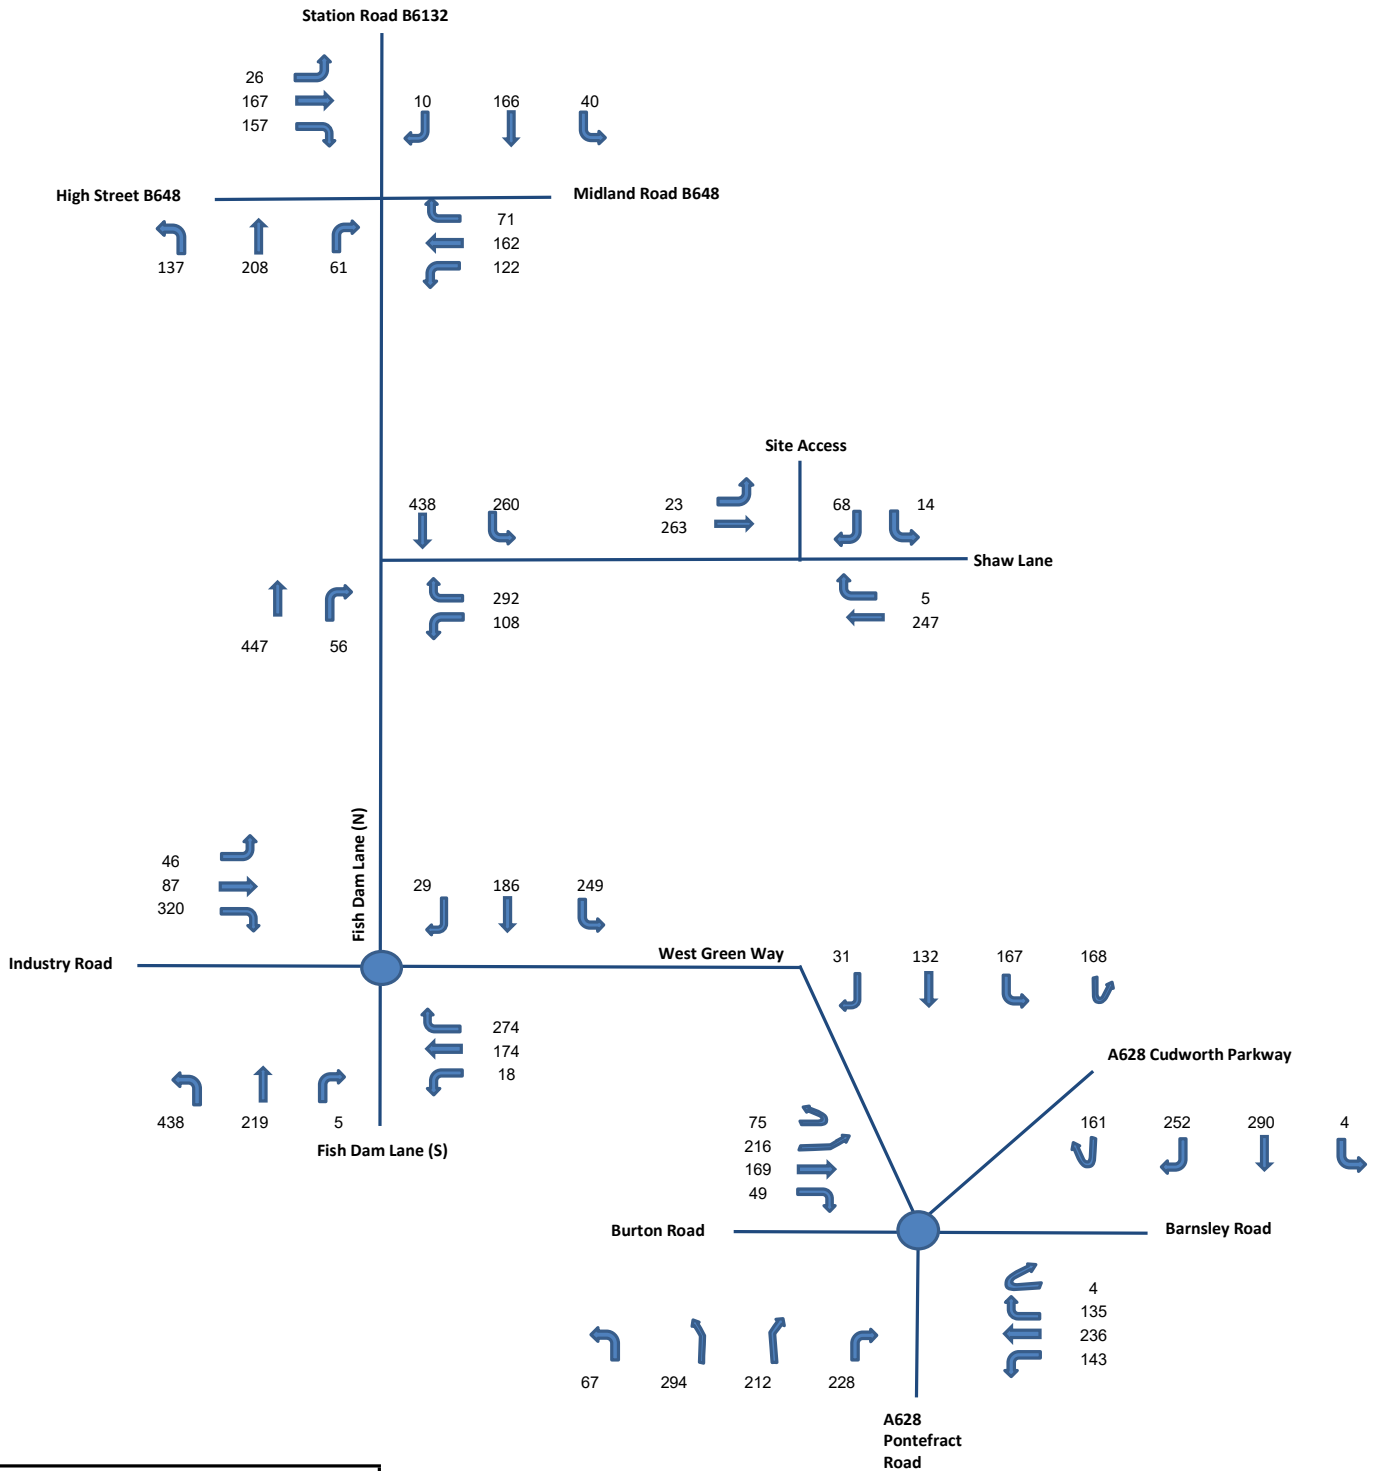 Station Road B6132
26
167
157
10 166 40
High Street B648
Midland Road B648
71
162
122
137 208 61
Site Access
438 260
23
263
68 14
Shaw Lane
292
108
5
247
447 56
Fish Dam Lane (N)
46
87
320
29 186 249
Industry Road
West Green Way
31 132 167 168
274
174
18
438 219 5
Fish Dam Lane (S)
A628 Cudworth Parkway
75
216
169
49
161 252 290 4
Burton Road
Barnsley Road
4
135
236
143
67 294 212 228
A628
Pontefract
Road